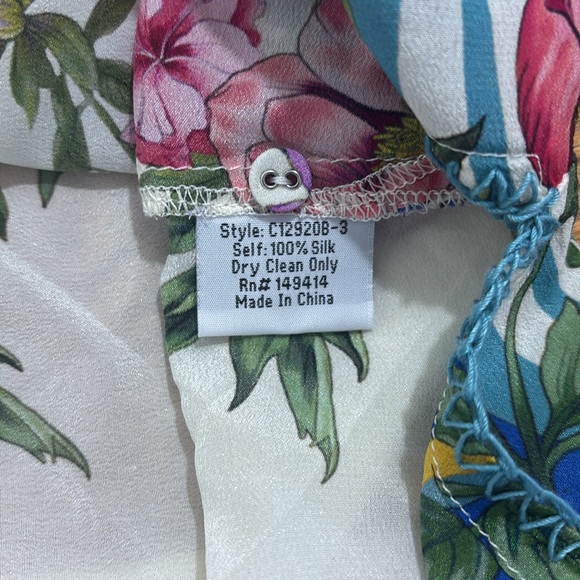 Style: C12920B-3
Self: 100% Silk
Dry Clean Only
Rn# 149414
Made In China